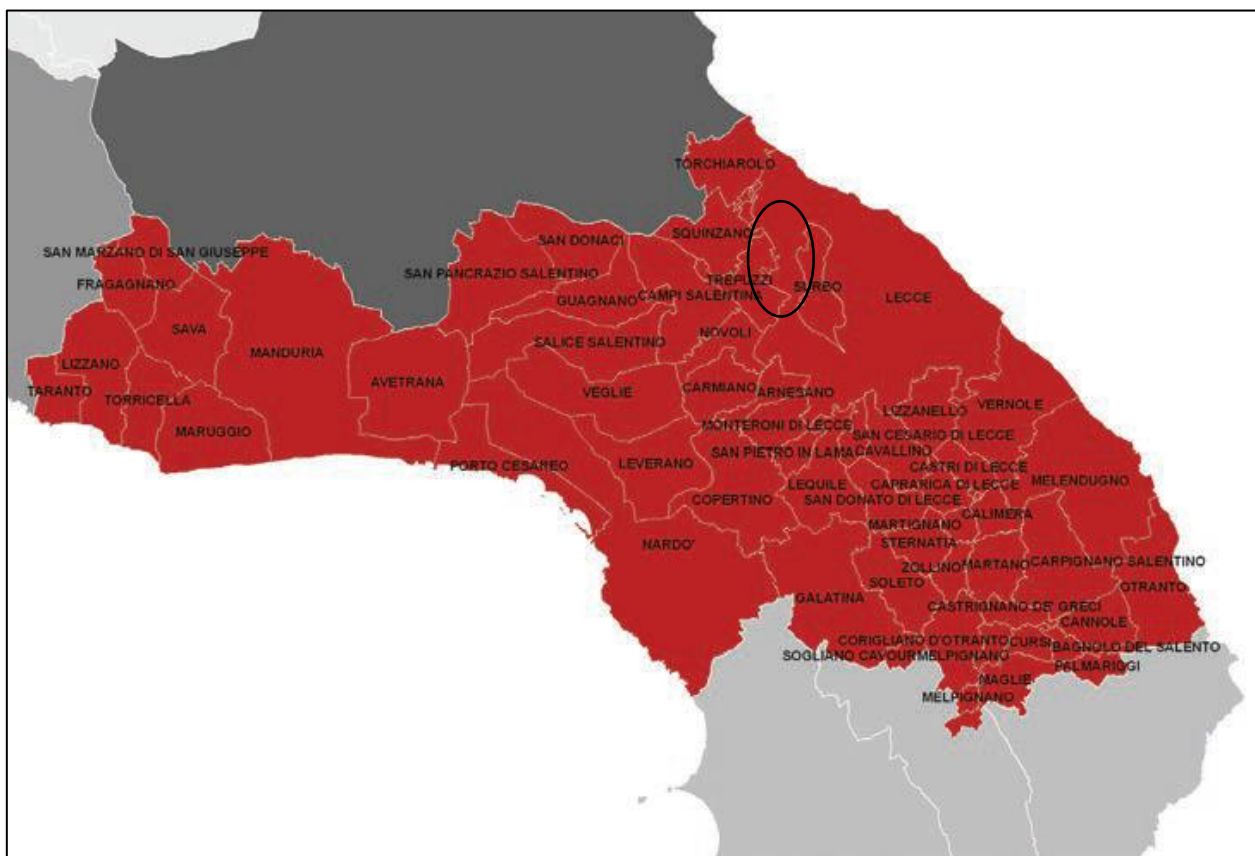 TORCHIAROLO
SQUINZANO
SAN DONACI
SAN MARZANO DI SAN GIUSEPPE
SAN PANCRAZIO SALENTINO
FRAGAGNANO
TREPUZZI
SURBO
GUAGNANO
CAMPI SALENTINA
LECCE
SAVA
NOVOLI
SALICE SALENTINO
MANDURIA
LIZZANO
AVETRANA
TARANTO
VEGLIE
CARMIANO
ARNESANO
TORRICELLA
MARUGGIO
LIZZANELLO
VERNOLE
MONTERONI DI LECCE
SAN CESARIO DI LECCE
SAN PIETRO IN LAMA
CAVALLINO
PORTO CESAREO
LEVERANO
CASTRI DI LECCE
LEQUILE
CAPRARICA DI LECCE
MELENDUGNO
COPERTINO
SAN DONATO DI LECCE
CALIMERA
MARTIGNANO
NARDO'
STERNATIA
ZOLLINO
MARTANO
CARPIGNANO SALENTINO
SOLETO
OTRANTO
GALATINA
CASTRIGNANO DE' GRECI
CANNOLE
CORIGLIANO D'OTRANTO
CURSI
BAGNOLO DEL SALENTO
SOGLIANO CAVOUR
MELPIGNANO
PALMARIGGI
MAGLIE
MELPIGNANO